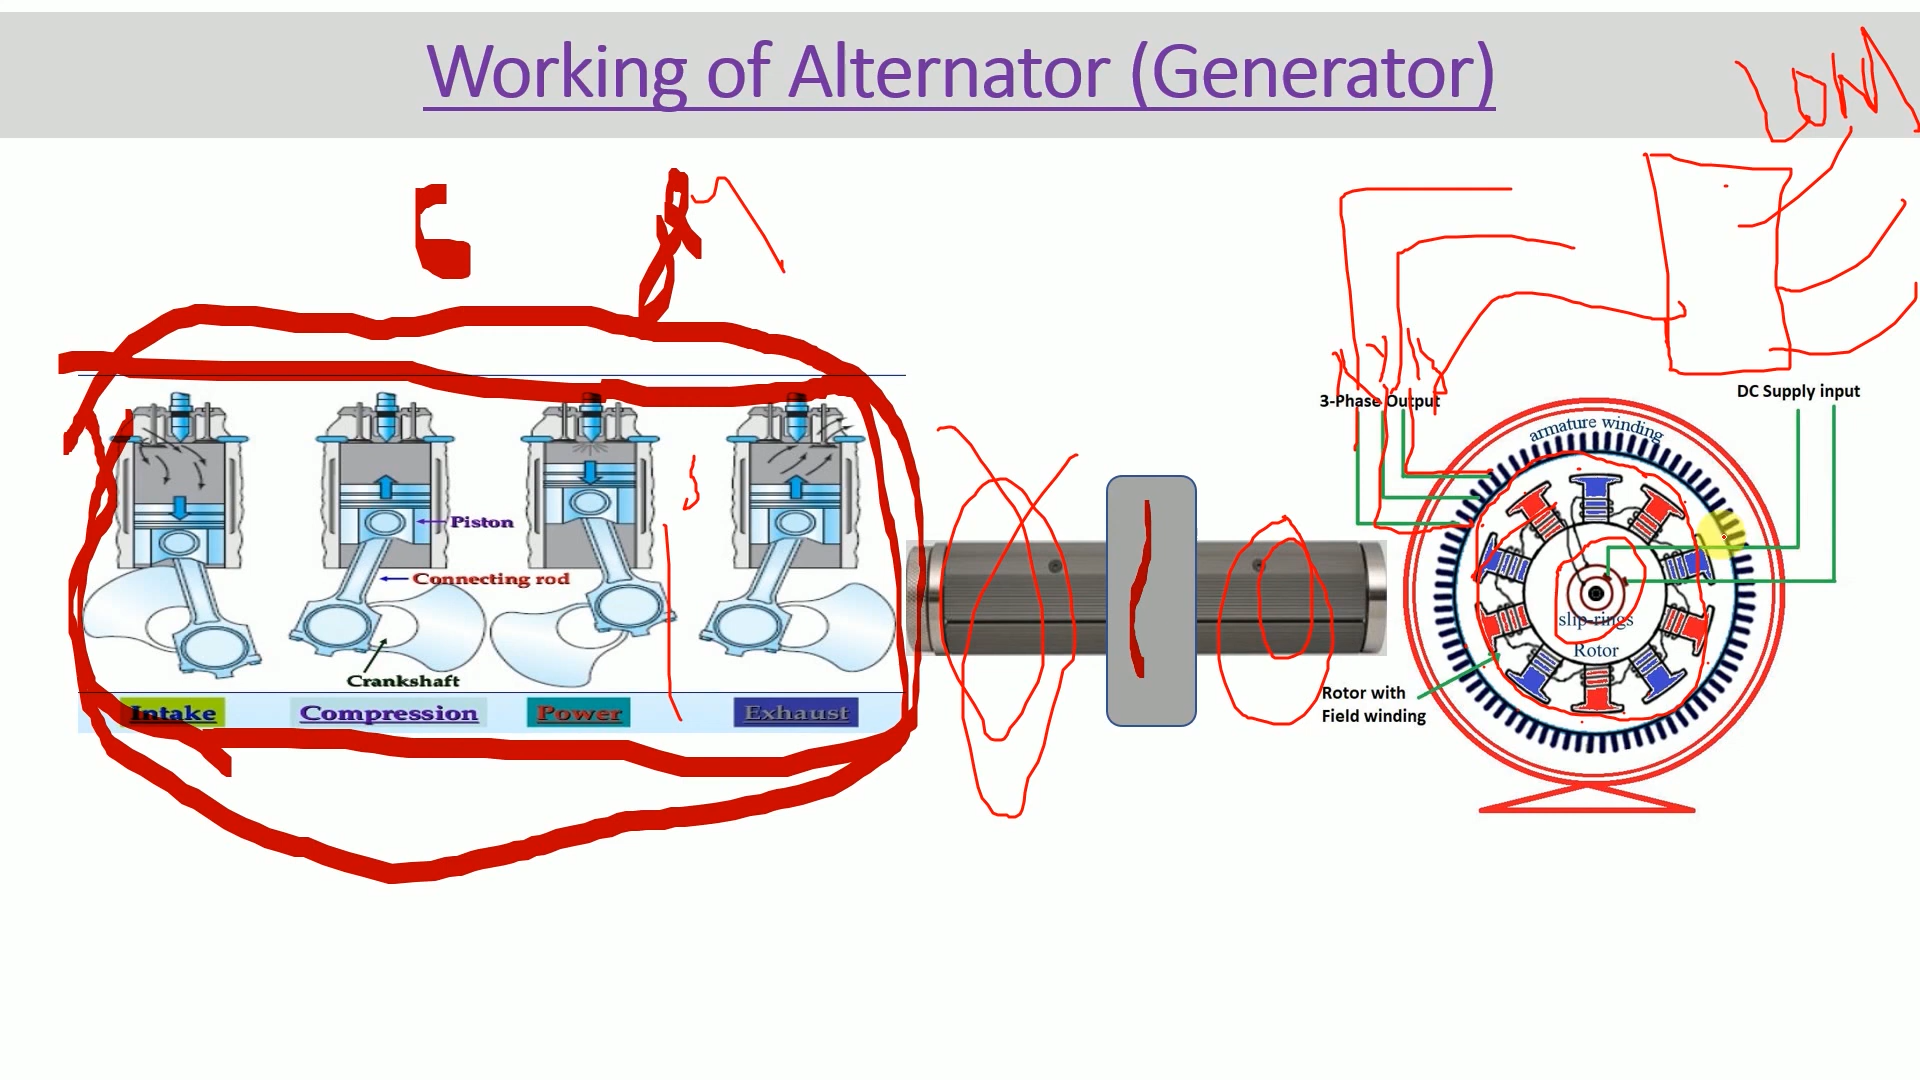 Working of Alternator (Generator)
3-Phase Output
DC Supply input
armature winding
Piston
Connecting rod
slip-rings
Rotor
Crankshaft
Rotor with
Field winding
Intake
Compression
Power
Exhaust